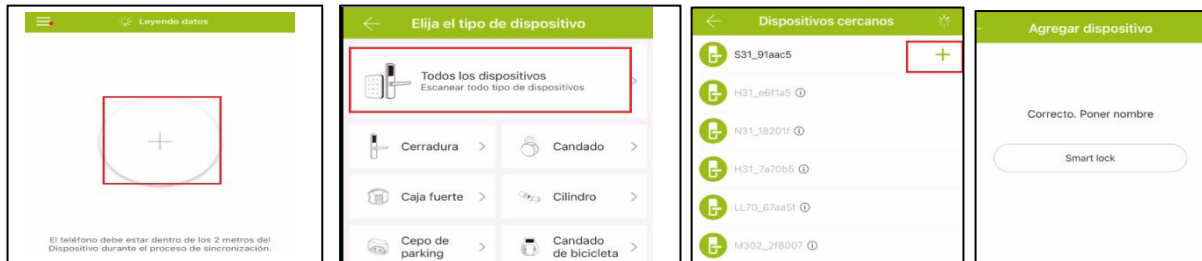 Leyendo datos
El teléfono debe estar dentro de los 2 metros del
Dispositivo durante el proceso de sincronización.
Elija el tipo de dispositivo
Todos los dispositivos
Escanear todo tipo de dispositivos
Cerradura
Candado
Caja fuerte
Cilindro
Cepo de
parking
Candado
de bicicleta
Dispositivos cercanos
S31_91aac5
H31_e6f1a5
N31_18201f
H31_7a70b6
LL70_67aa5f
M302_2f8007
Agregar dispositivo
Correcto. Poner nombre
Smart lock